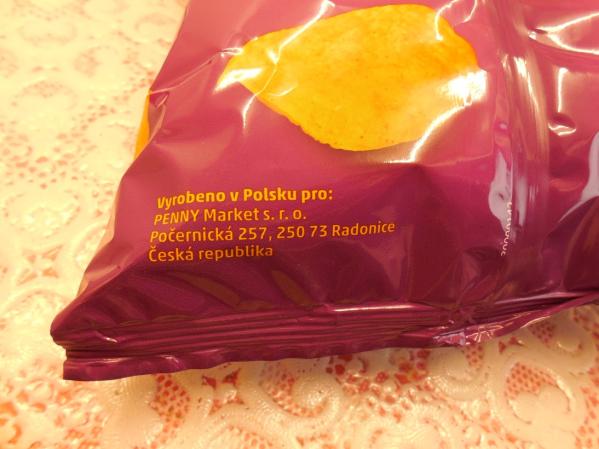 Vyrobeno v Polsku pro:
PENNY Market s. r. o.
Počernická 257, 250 73 Radonice
Česká republika